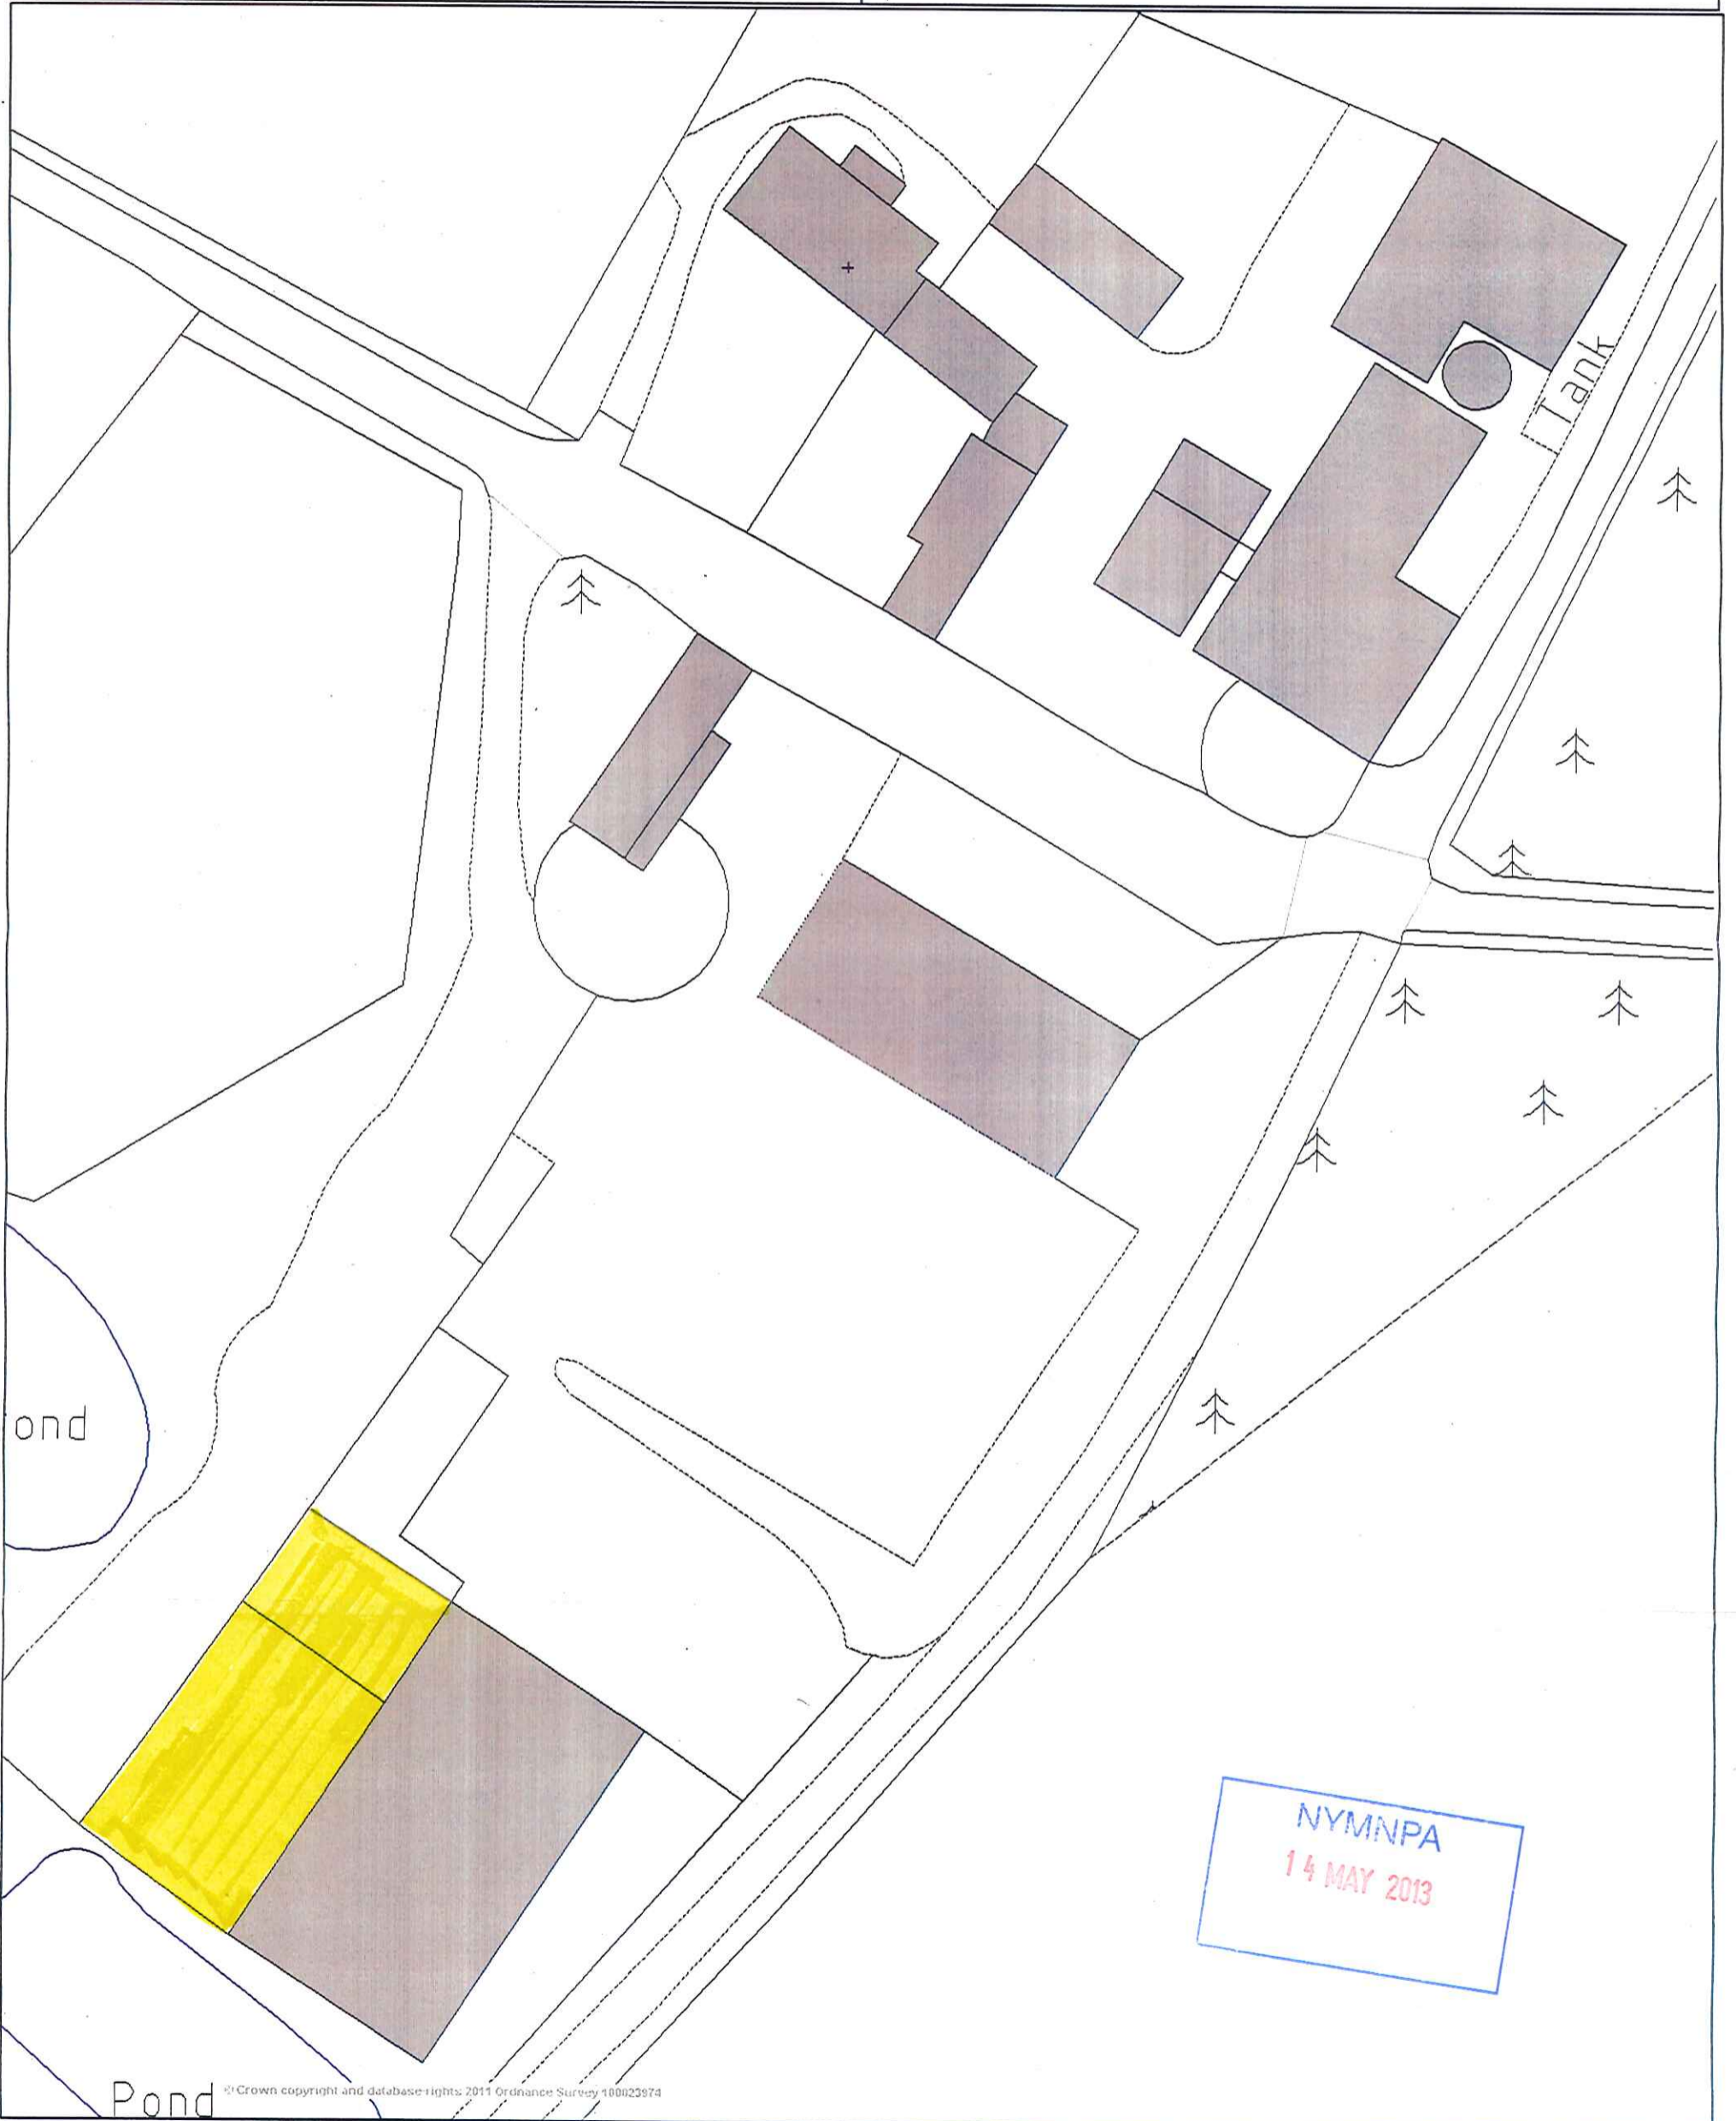 Tank
ond
NYMNPA
14 MAY 2013
Pond
© Crown copyright and database rights 2011 Ordnance Survey 100023974